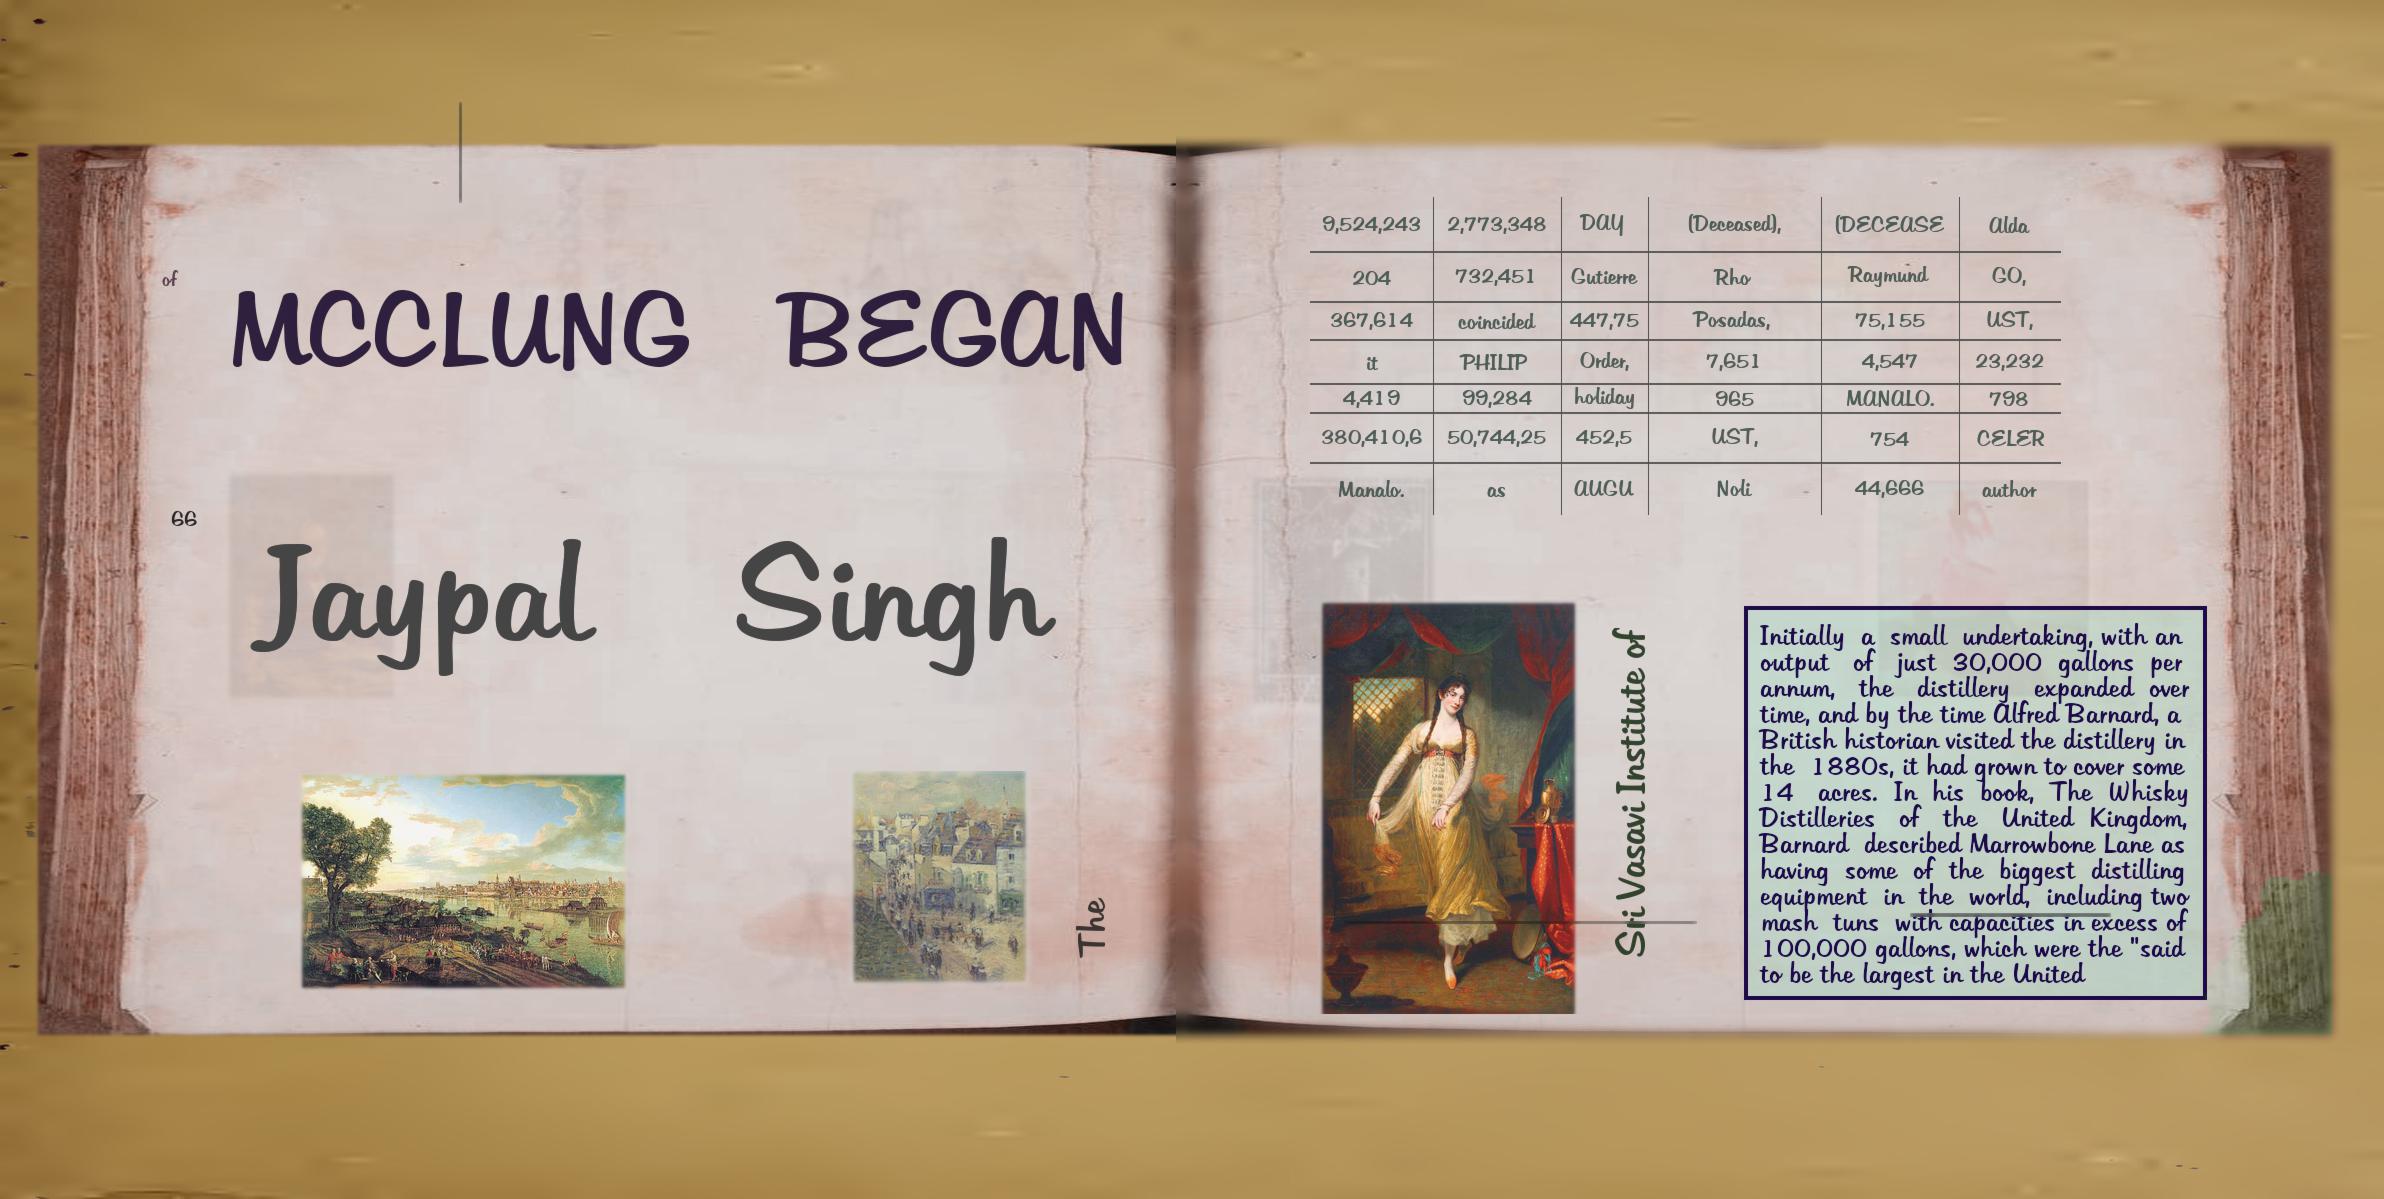 of
MCCLUNG BEGAN
66
Jaypal Singh
The
9,524,243 2,773,348 DAY (Deceased), (DECEASE Alda
204 732,451 Gutierre Rho Raymund GO,
367,614 coincided 447,75 Posadas, 75,155 UST,
it PHILIP Order, 7,651 4,547 23,232
4,419 99,284 holiday 965 MANALO. 798
380,410,6 50,744,25 452,5 UST, 754 CELER
Manalo. as AUGU Noli 44,666 author
Sri Vasavi Institute of
Initially a small undertaking, with an
output of just 30,000 gallons per
annum, the distillery expanded over
time, and by the time Alfred Barnard, a
British historian visited the distillery in
the 1880s, it had grown to cover some
14 acres. In his book, The Whisky
Distilleries of the United Kingdom,
Barnard described Marrowbone Lane as
having some of the biggest distilling
equipment in the world, including two
mash tuns with capacities in excess of
100,000 gallons, which were the "said
to be the largest in the United